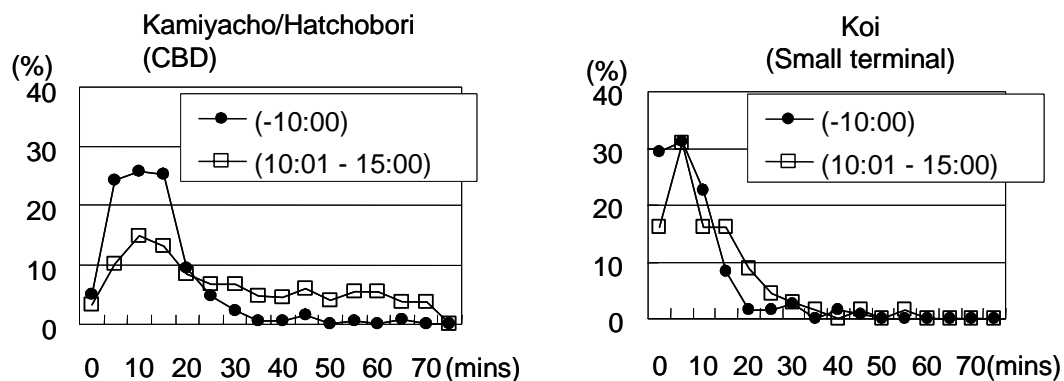 Kamiyacho/Hatchobori
(CBD)
(%)
40
30
20
10
0
(-10:00)
(10:01 - 15:00)
0 10 20 30 40 50 60 70 (mins)
Koi
(Small terminal)
(%)
40
30
20
10
0
(-10:00)
(10:01 - 15:00)
0 10 20 30 40 50 60 70(mins)